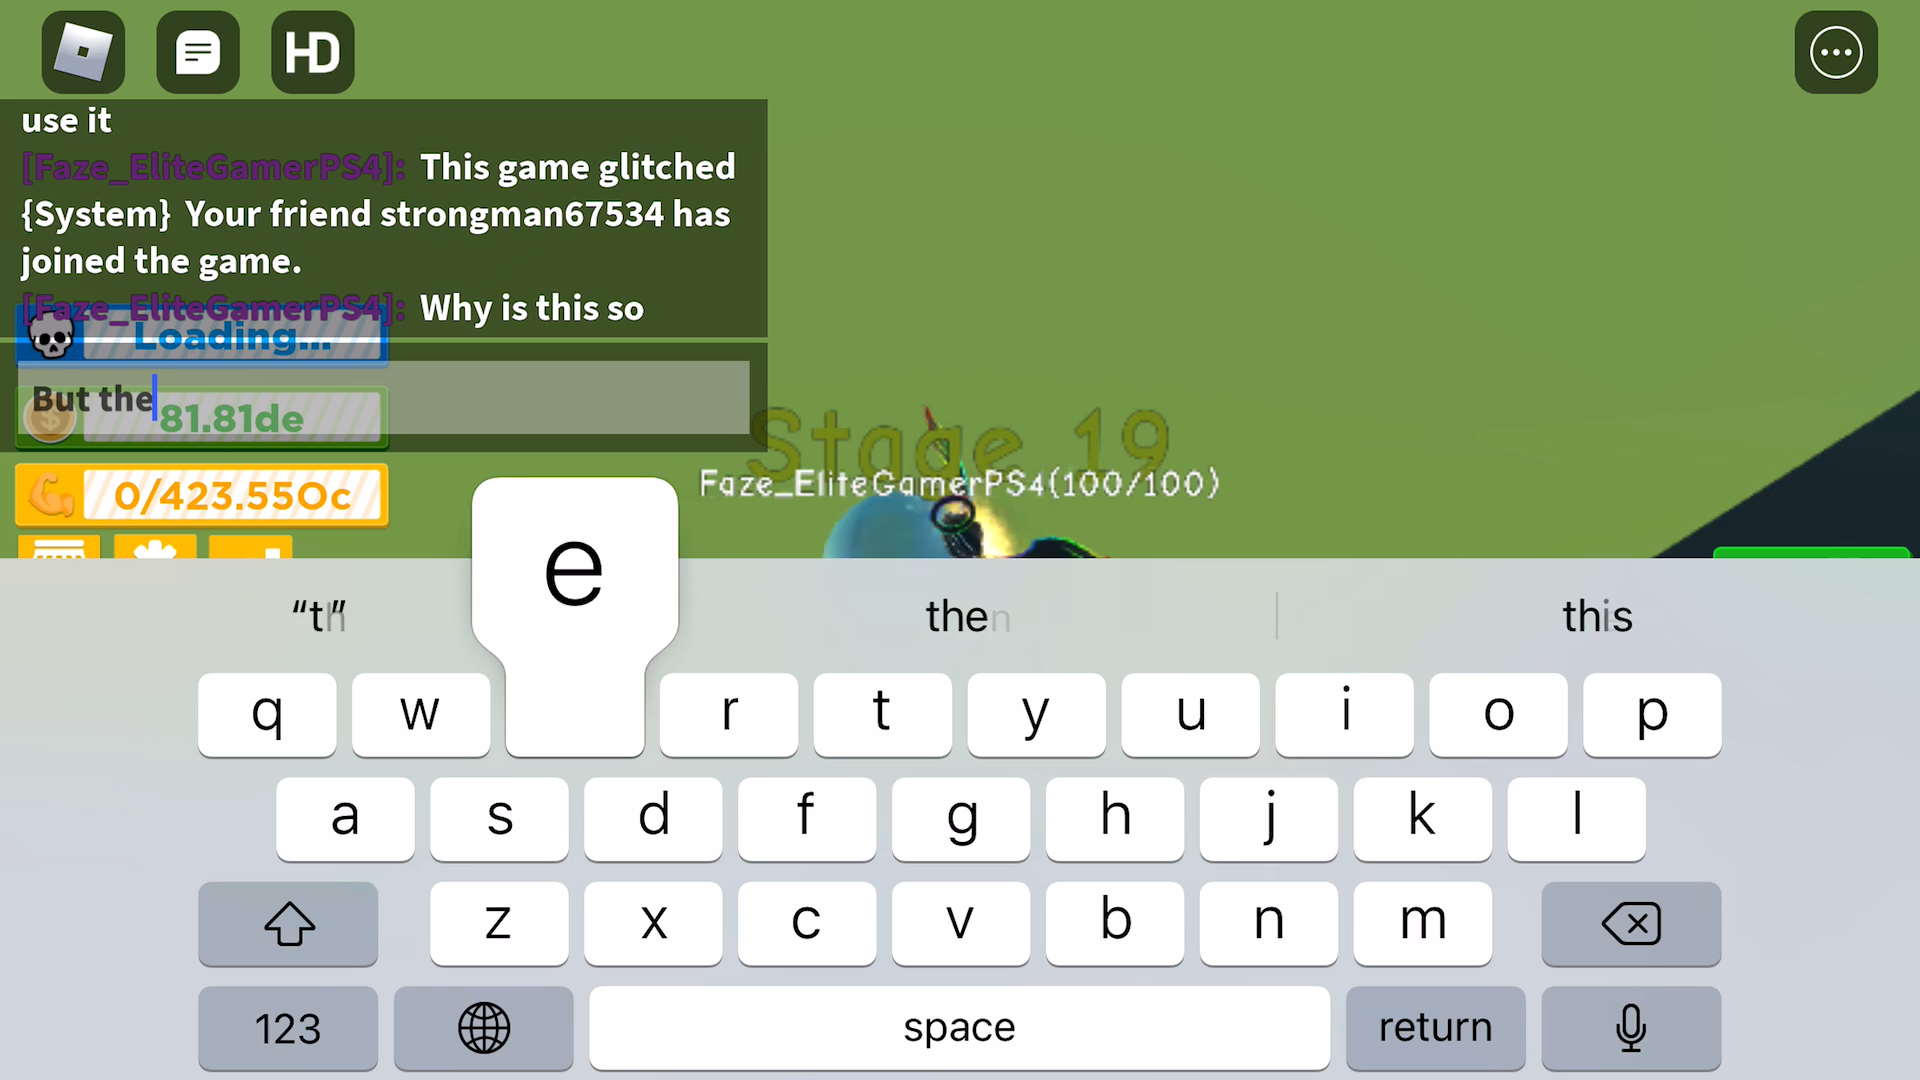 HD
use it
[Faze_EliteGamerPS4]: This game glitched
{System} Your friend strongman67534 has
joined the game.
[Faze_EliteGamerPS4]: Why is this so
Loading...
But the
81.81de
Stage 19
Faze_EliteGamerPS4(100/100)
0/423.55Oc
e
“th” then this
q w r t y u i o p
a s d f g h j k l
z x c v b n m
123 space return